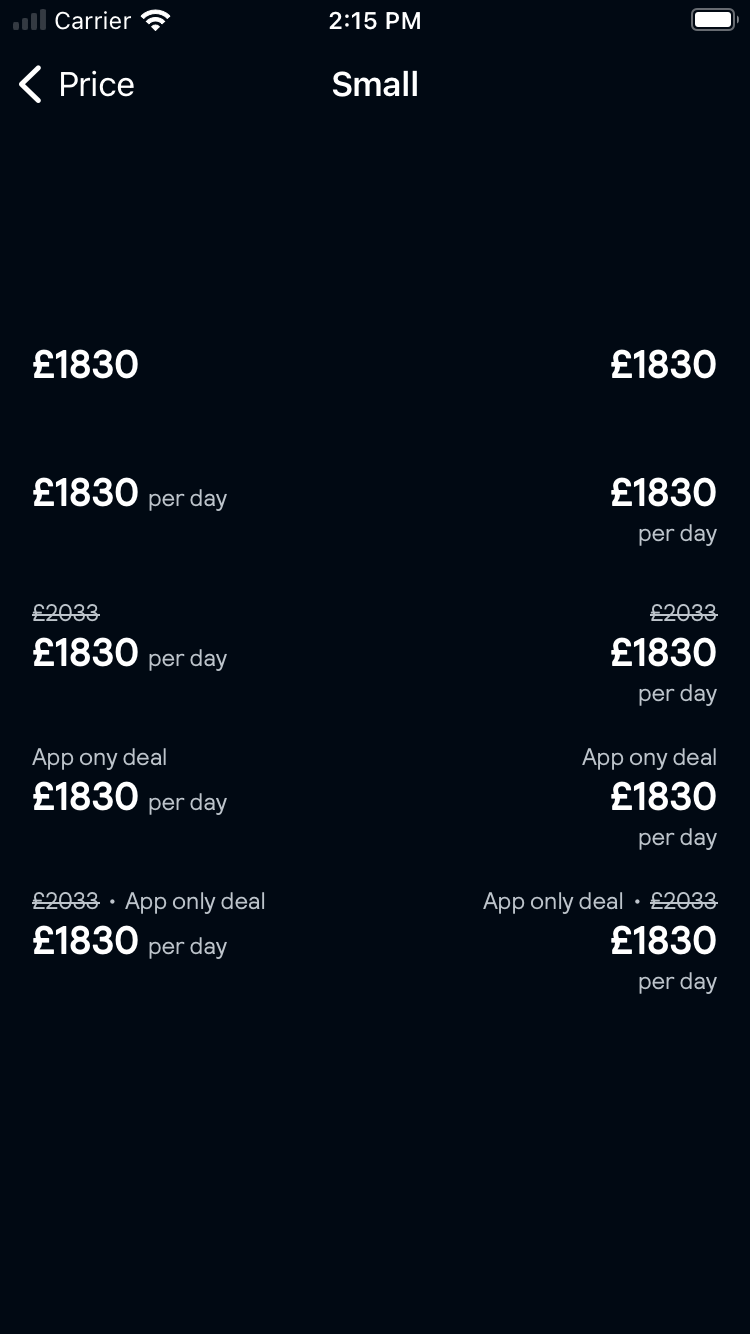 Carrier 2:15 PM
Price Small
£1830 £1830
£1830 per day £1830
per day
£2033 £2033
£1830 per day £1830
per day
App ony deal App ony deal
£1830 per day £1830
per day
£2033 • App only deal App only deal • £2033
£1830 per day £1830
per day